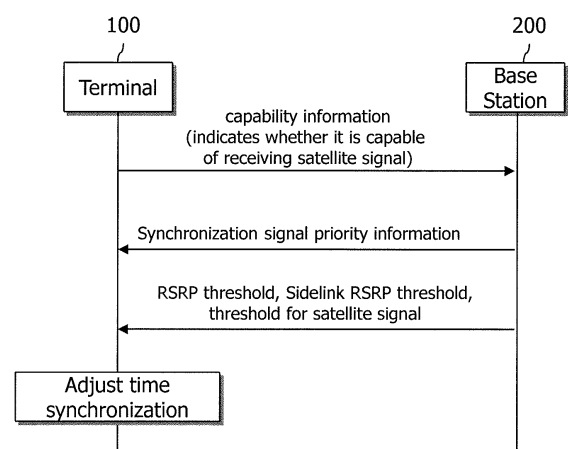 100
200
Terminal
Base
Station
capability information
(indicates whether it is capable
of receiving satellite signal)
Synchronization signal priority information
RSRP threshold, Sidelink RSRP threshold,
threshold for satellite signal
Adjust time
synchronization